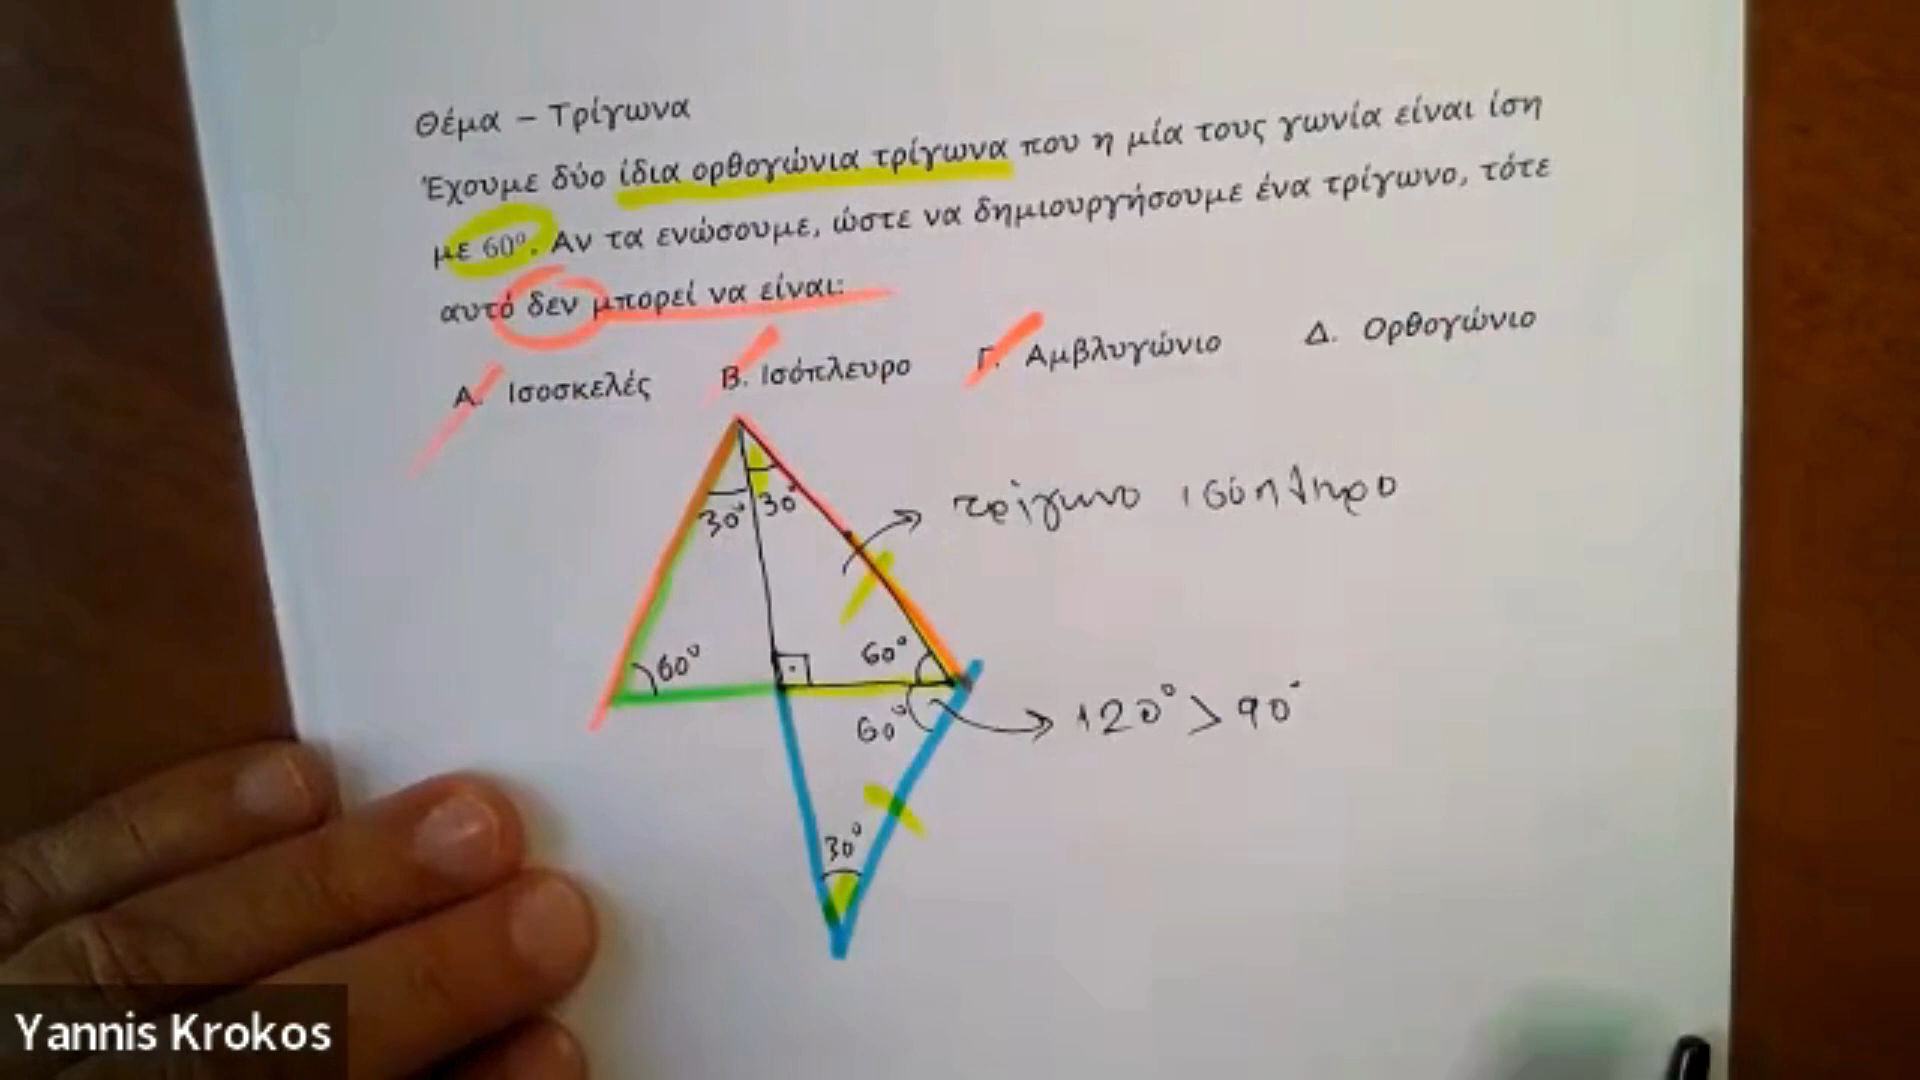 Θέμα – Τρίγωνα
Έχουμε δύο ίδια ορθογώνια τρίγωνα που η μία τους γωνία είναι ίση
με 60⁰. Αν τα ενώσουμε, ώστε να δημιουργήσουμε ένα τρίγωνο, τότε
αυτό δεν μπορεί να είναι:
Α. Ισοσκελές Β. Ισόπλευρο Γ. Αμβλυγώνιο Δ. Ορθογώνιο
30° 30°
τρίγωνο ισόπλευρο
60° 60°
60° 120° > 90°
30°
Yannis Krokos